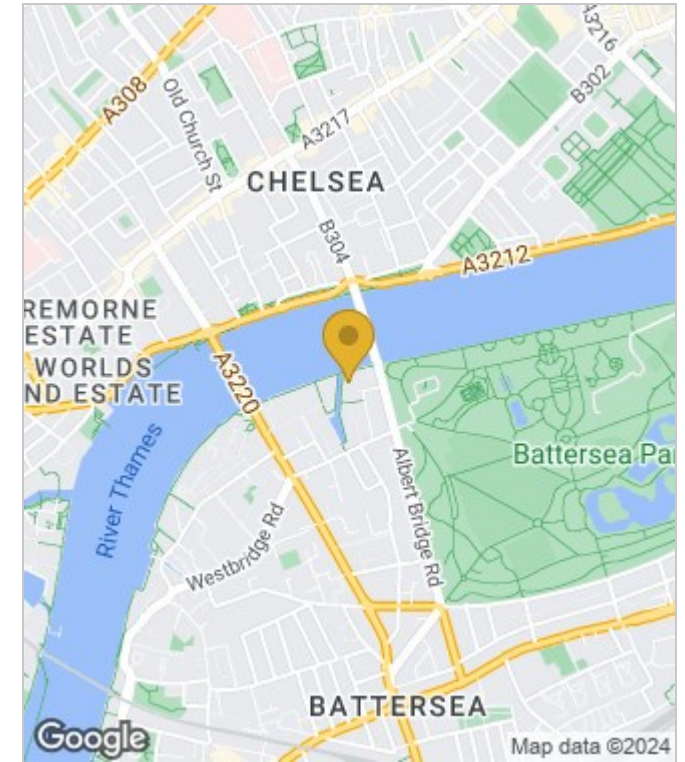 A3216
A308
B302
Old Church St
A3217
CHELSEA
B304
A3212
REMORNE
ESTATE
WORLDS
ND ESTATE
A3220
River Thames
Battersea Pa
Albert Bridge Rd
Westbridge Rd
BATTERSEA
Google
Map data ©2024